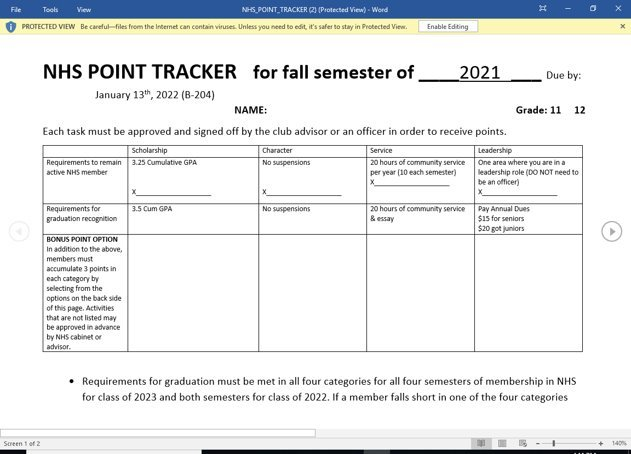 File Tools View NHS_POINT_TRACKER (2) (Protected View) - Word
PROTECTED VIEW Be careful—files from the Internet can contain viruses. Unless you need to edit, it's safer to stay in Protected View. Enable Editing
NHS POINT TRACKER for fall semester of ____2021 ___ Due by:
January 13th, 2022 (B-204)
NAME:
Grade: 11 12
Each task must be approved and signed off by the club advisor or an officer in order to receive points.
Scholarship Character Service Leadership
Requirements to remain
active NHS member
3.25 Cumulative GPA
X____________________
No suspensions
X____________________
20 hours of community service
per year (10 each semester)
X____________________
One area where you are in a
leadership role (DO NOT need to
be an officer)
X____________________
Requirements for
graduation recognition
3.5 Cum GPA
No suspensions
20 hours of community service
& essay
Pay Annual Dues
$15 for seniors
$20 got juniors
BONUS POINT OPTION
In addition to the above,
members must
accumulate 3 points in
each category by
selecting from the
options on the back side
of this page. Activities
that are not listed may
be approved in advance
by NHS cabinet or
advisor.
• Requirements for graduation must be met in all four categories for all four semesters of membership in NHS
for class of 2023 and both semesters for class of 2022. If a member falls short in one of the four categories
Screen 1 of 2
140%